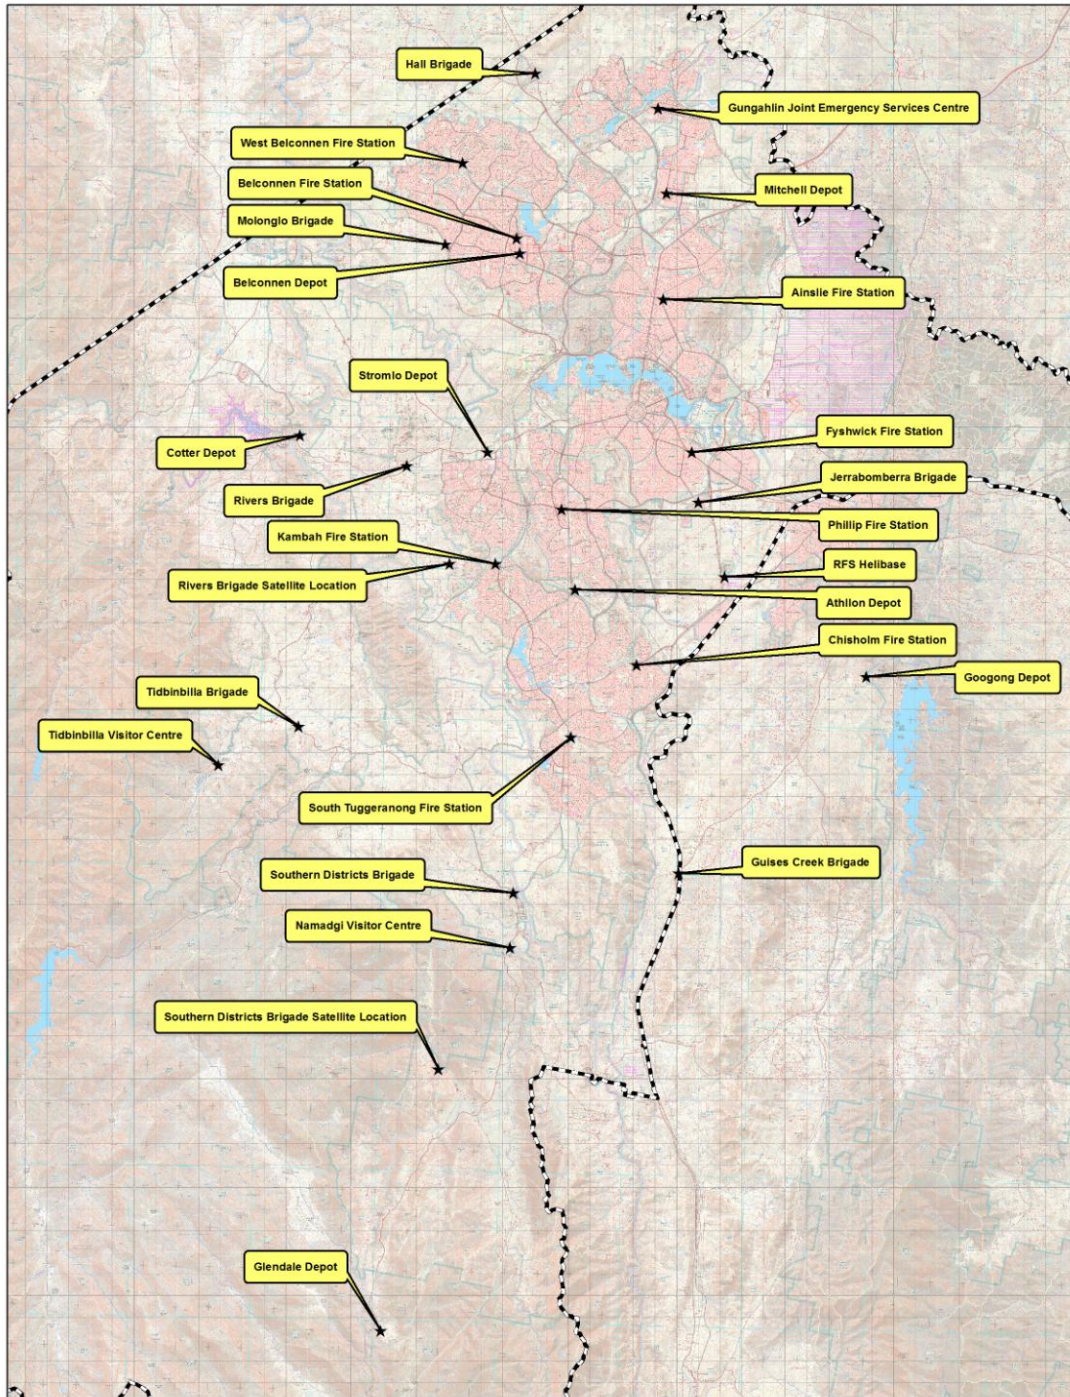 Hall Brigade
Gungahlin Joint Emergency Services Centre
West Belconnen Fire Station
Belconnen Fire Station
Mitchell Depot
Molonglo Brigade
Belconnen Depot
Ainslie Fire Station
Stromlo Depot
Fyshwick Fire Station
Cotter Depot
Jerrabomberra Brigade
Rivers Brigade
Phillip Fire Station
Kambah Fire Station
RFS Helibase
Rivers Brigade Satellite Location
Athllon Depot
Chisholm Fire Station
Googong Depot
Tidbinbilla Brigade
Tidbinbilla Visitor Centre
South Tuggeranong Fire Station
Guises Creek Brigade
Southern Districts Brigade
Namadgi Visitor Centre
Southern Districts Brigade Satellite Location
Glendale Depot